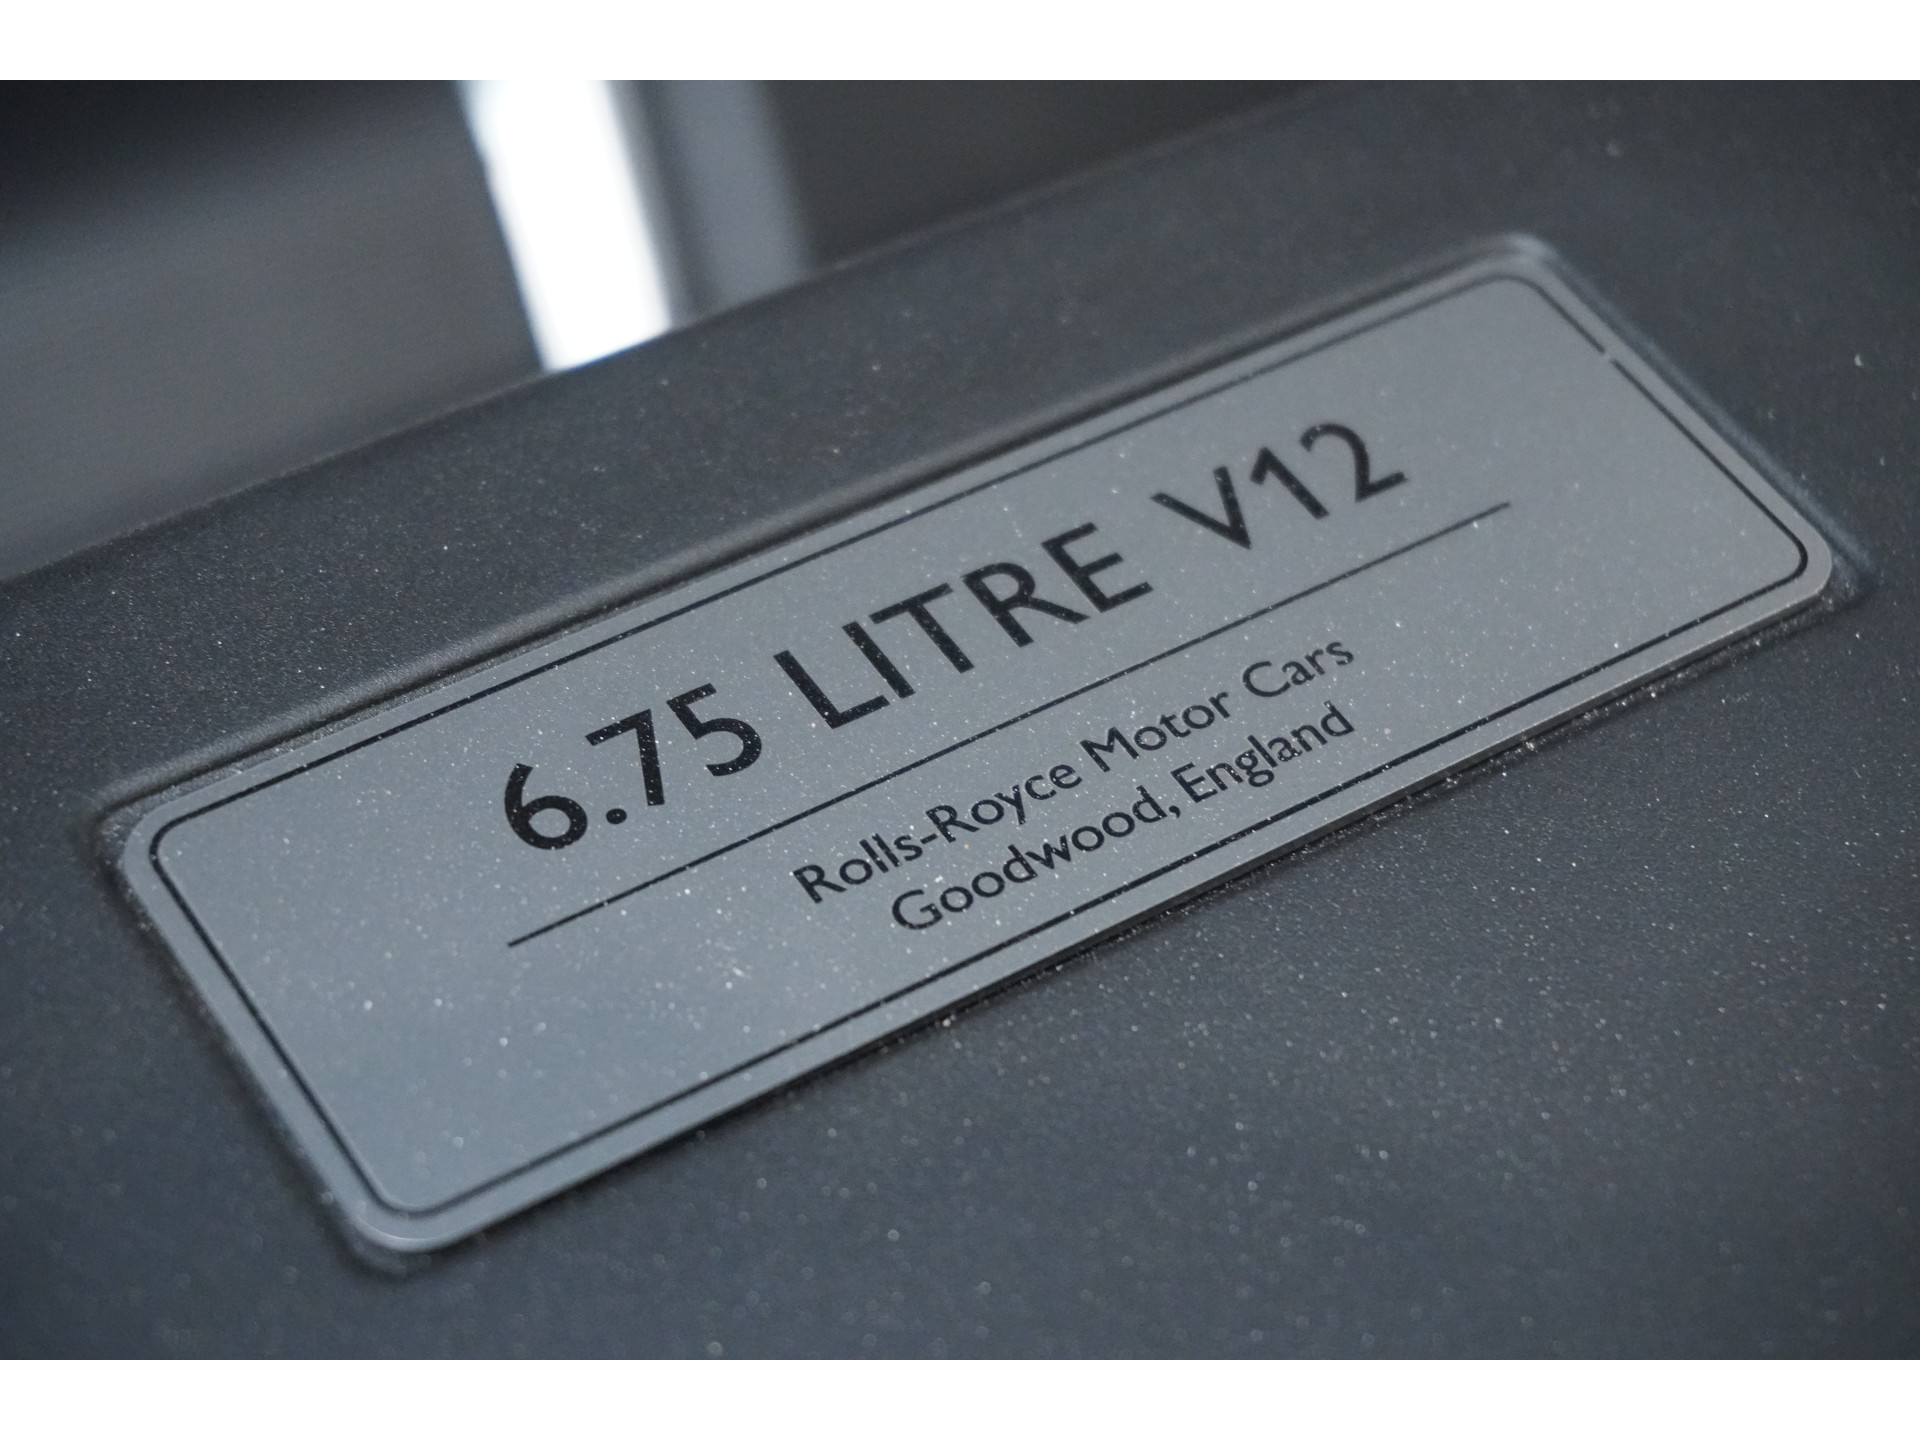 6.75 LITRE V12
Rolls-Royce Motor Cars
Goodwood, England